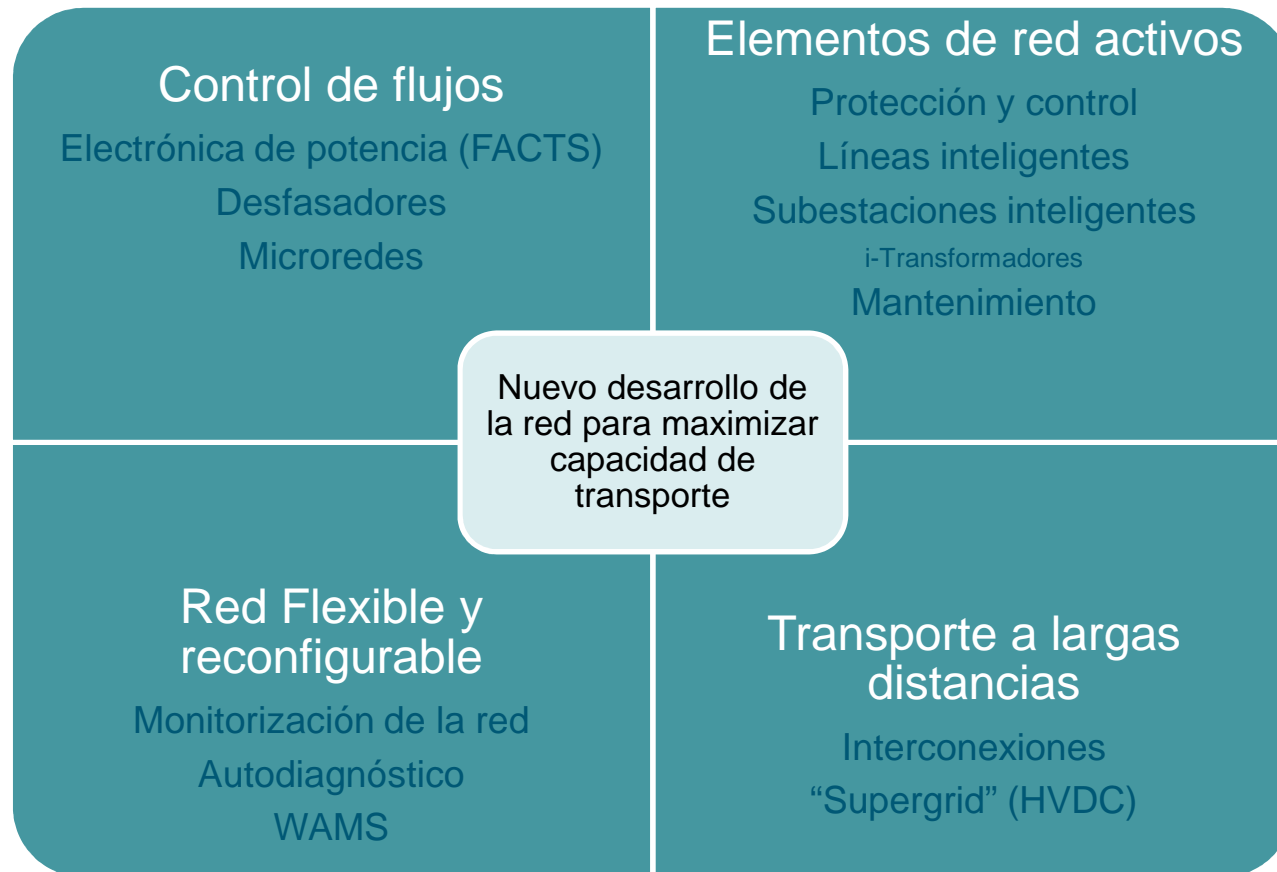 Control de flujos
Electrónica de potencia (FACTS)
Desfasadores
Microredes
Elementos de red activos
Protección y control
Líneas inteligentes
Subestaciones inteligentes
i-Transformadores
Mantenimiento
Nuevo desarrollo de
la red para maximizar
capacidad de
transporte
Red Flexible y
reconfigurable
Monitorización de la red
Autodiagnóstico
WAMS
Transporte a largas
distancias
Interconexiones
“Supergrid” (HVDC)